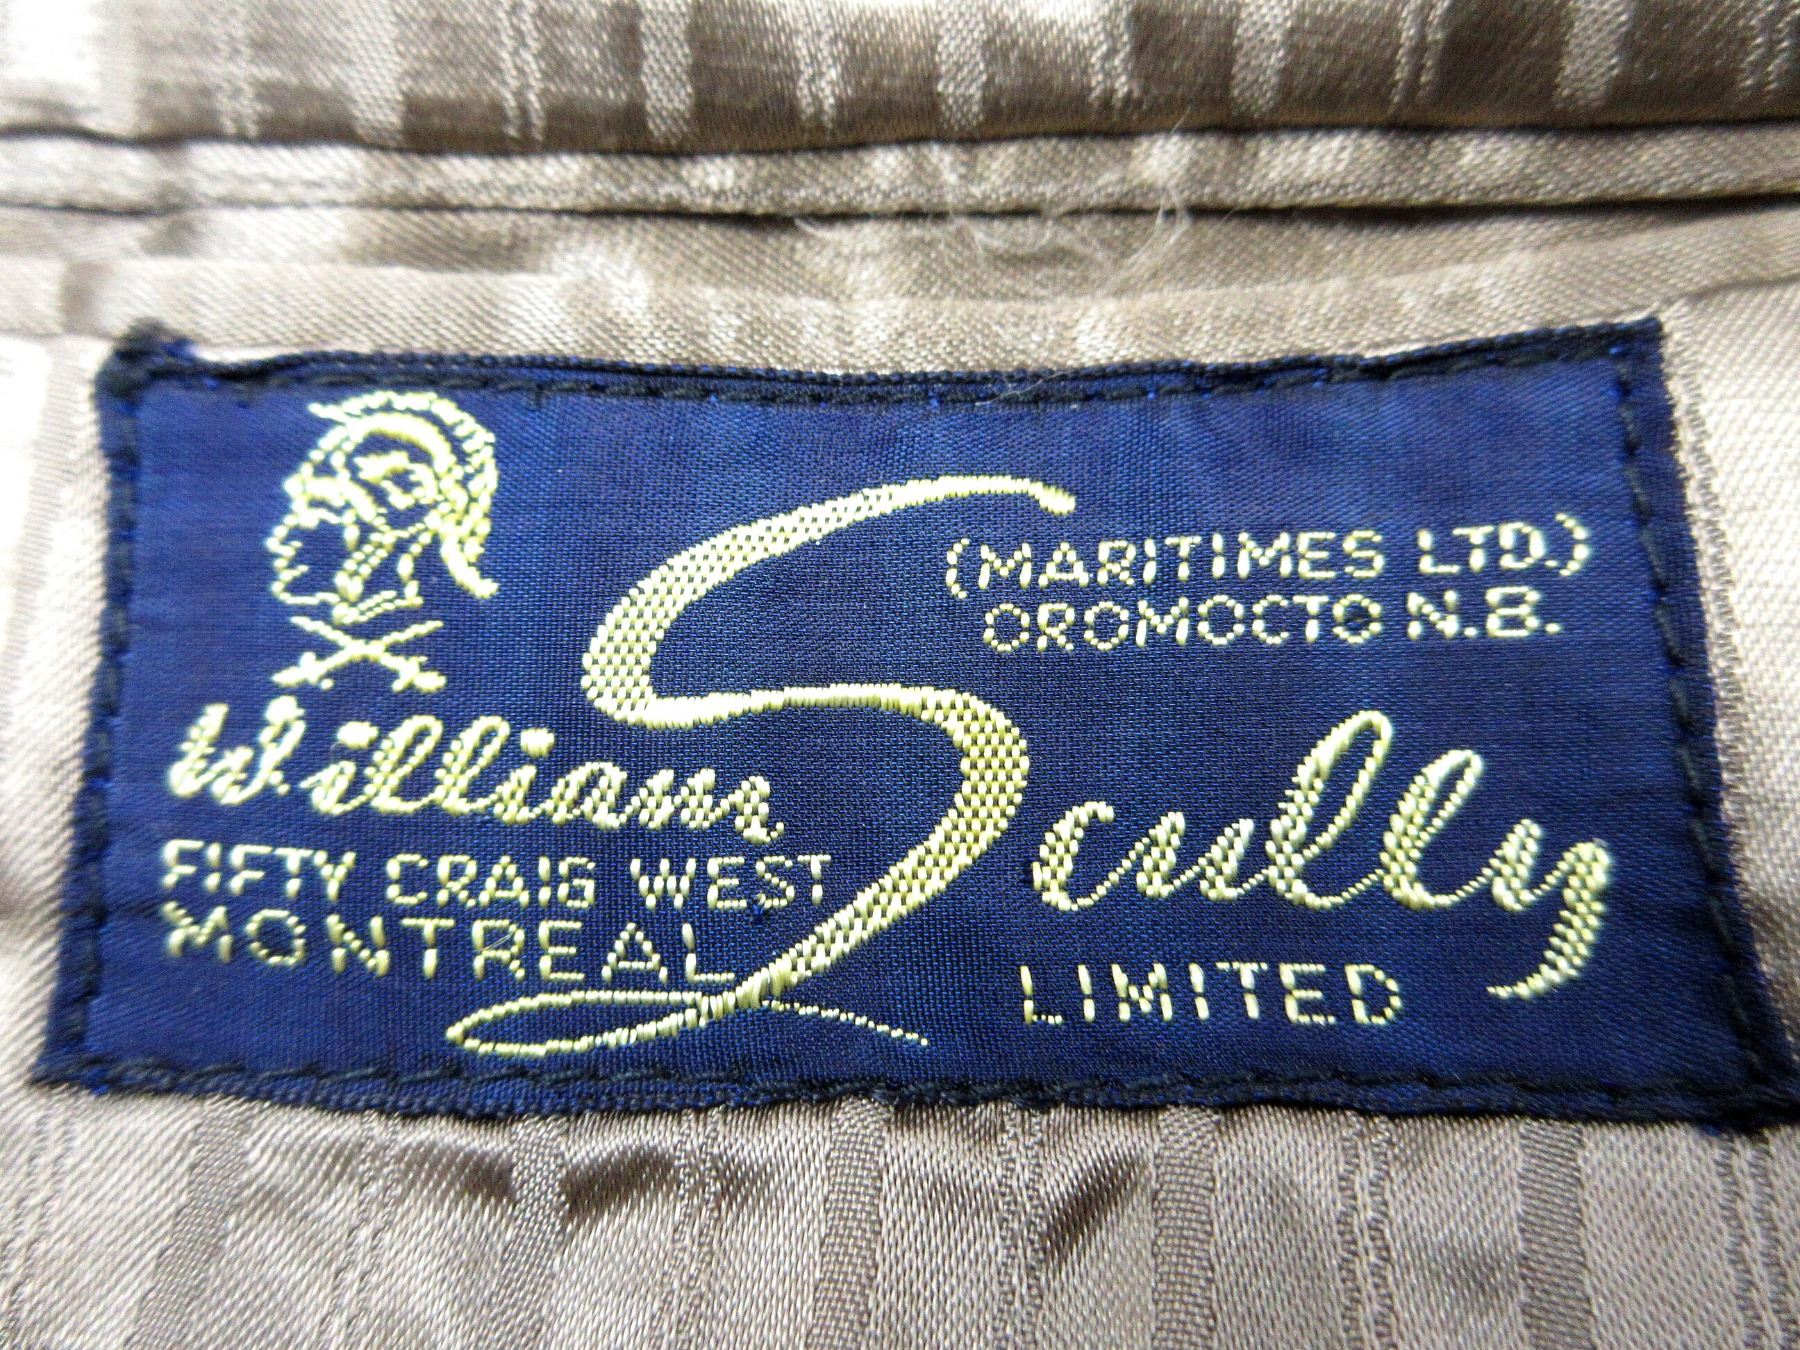 (MARITIMES LTD.)
OROMOCTO N.B.
William Scully
FIFTY CRAIG WEST
MONTREAL
LIMITED